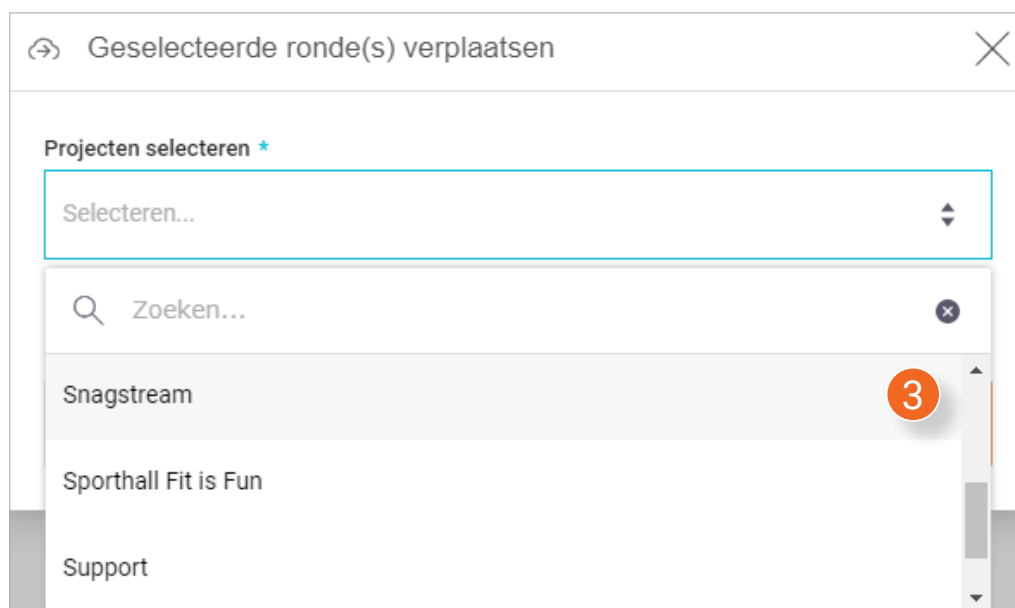 Geselecteerde ronde(s) verplaatsen
Projecten selecteren *
Selecteren...
Zoeken...
Snagstream
3
Sporthall Fit is Fun
Support